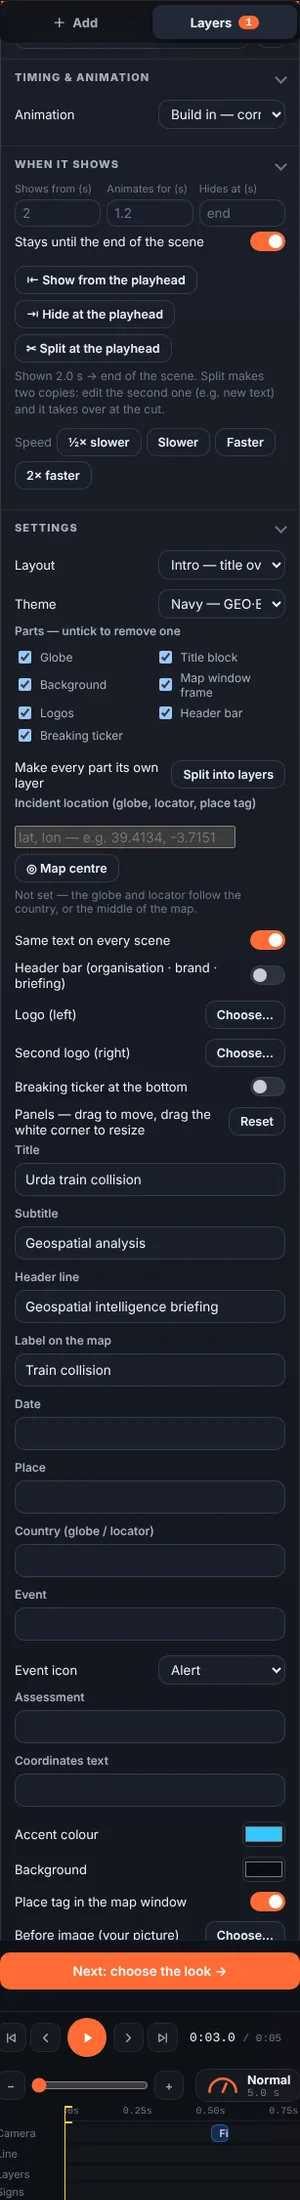 + Add Layers 1
TIMING & ANIMATION
Animation Build in — corr
WHEN IT SHOWS
Shows from (s) Animates for (s) Hides at (s)
2 1.2 end
Stays until the end of the scene
⇤ Show from the playhead
⇥ Hide at the playhead
✂ Split at the playhead
Shown 2.0 s → end of the scene. Split makes
two copies: edit the second one (e.g. new text)
and it takes over at the cut.
Speed ½× slower Slower Faster
2× faster
SETTINGS
Layout Intro — title ov
Theme Navy — GEO·E
Parts — untick to remove one
Globe Title block
Background Map window
frame
Logos Header bar
Breaking ticker
Make every part its own
layer Split into layers
Incident location (globe, locator, place tag)
lat, lon — e.g. 39.4134, -3.7151
◎ Map centre
Not set — the globe and locator follow the
country, or the middle of the map.
Same text on every scene
Header bar (organisation · brand ·
briefing)
Logo (left) Choose...
Second logo (right) Choose...
Breaking ticker at the bottom
Panels — drag to move, drag the
white corner to resize Reset
Title
Urda train collision
Subtitle
Geospatial analysis
Header line
Geospatial intelligence briefing
Label on the map
Train collision
Date
Place
Country (globe / locator)
Event
Event icon Alert
Assessment
Coordinates text
Accent colour
Background
Place tag in the map window
Before image (your picture) Choose...
Next: choose the look →
0:03.0 / 0:05
− + Normal
5.0 s
0s 0.25s 0.50s 0.75s
Camera Fi
Line
Layers
Signs